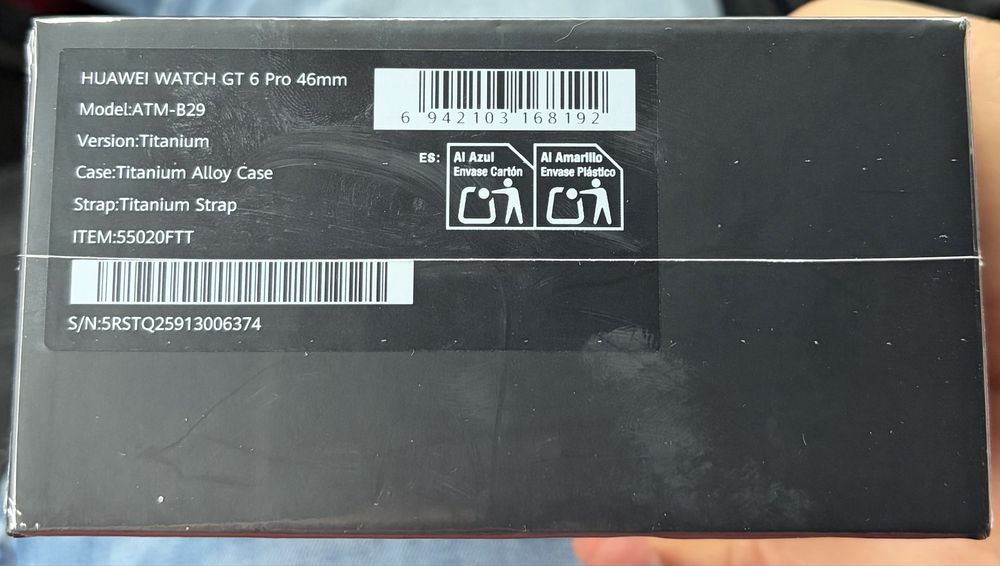 HUAWEI WATCH GT 6 Pro 46mm
Model:ATM-B29
Version:Titanium
Case:Titanium Alloy Case
Strap:Titanium Strap
ITEM:55020FTT
S/N:5RSTQ25913006374
6 942103 168192
ES:
Al Azul
Envase Cartón
Al Amarillo
Envase Plástico